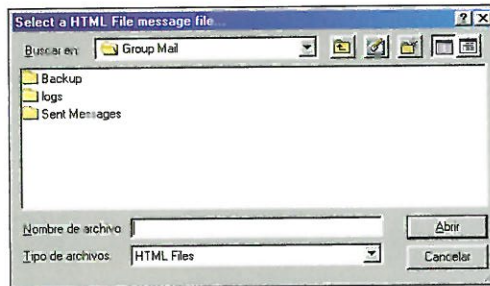 Select a HTML File message file...
Buscar en: Group Mail
Backup
logs
Sent Messages
Nombre de archivo
Abrir
Tipo de archivos: HTML Files
Cancelar